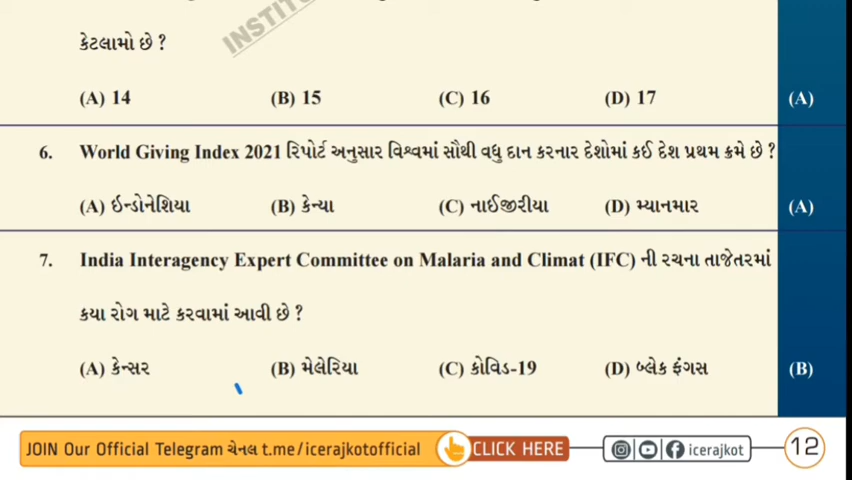 INSTITU
કેટલામો છે ?
(A) 14 (B) 15 (C) 16 (D) 17 (A)
6. World Giving Index 2021 રિપોર્ટ અનુસાર વિશ્વમાં સૌથી વધુ દાન કરનાર દેશોમાં કઈ દેશ પ્રથમ ક્રમે છે ?
(A) ઇન્ડોનેશિયા (B) કેન્યા (C) નાઈજીરીયા (D) મ્યાનમાર (A)
7. India Interagency Expert Committee on Malaria and Climat (IFC) ની રચના તાજેતરમાં
કયા રોગ માટે કરવામાં આવી છે ?
(A) કેન્સર (B) મેલેરિયા (C) કોવિડ-19 (D) બ્લેક ફંગસ (B)
JOIN Our Official Telegram ચેનલ t.me/icerajkotofficial CLICK HERE icerajkot 12